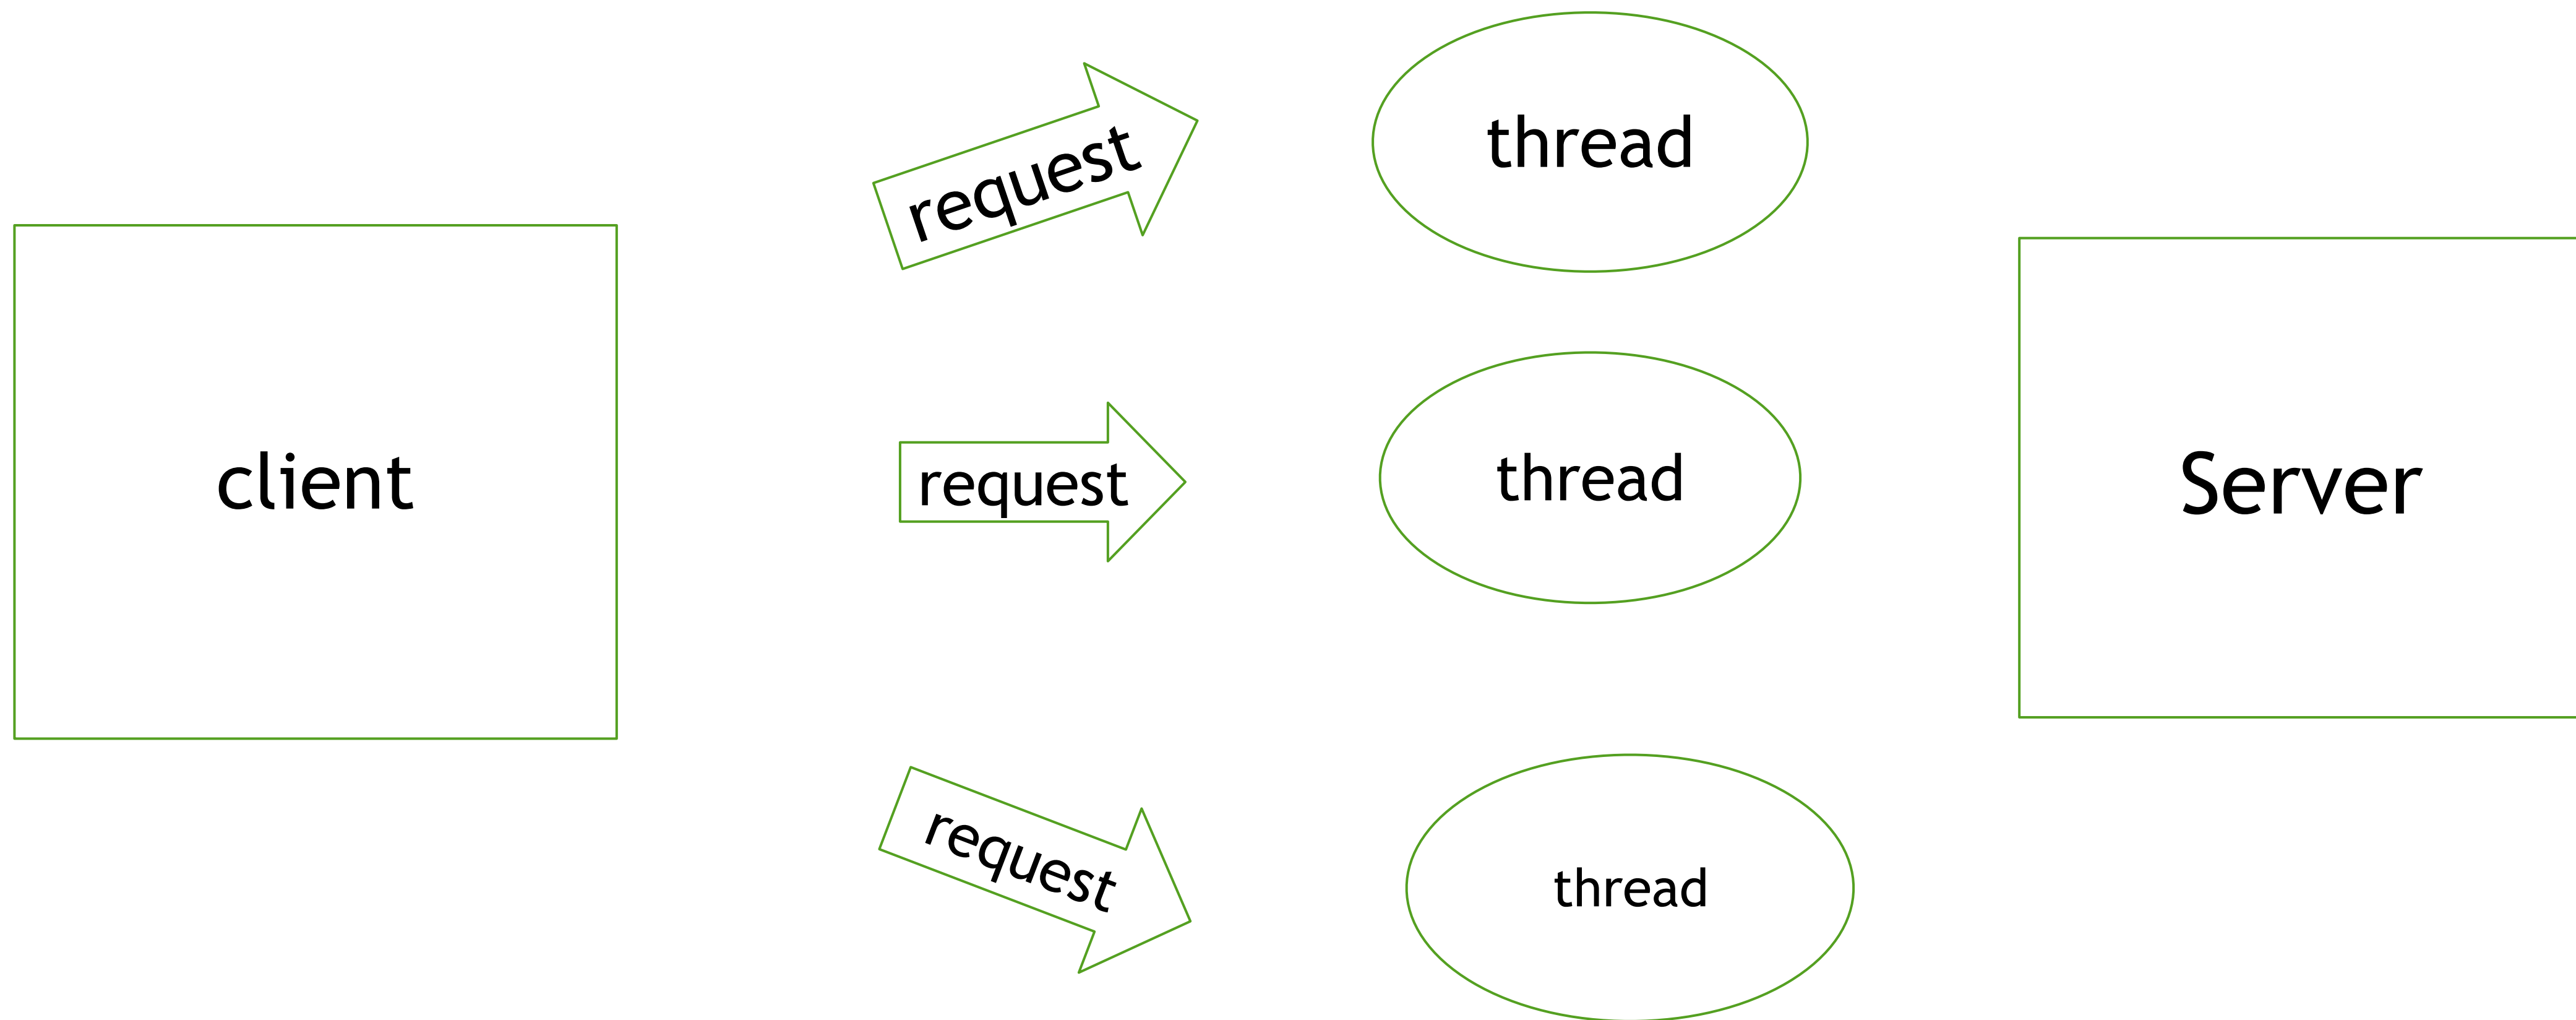 request
thread
client
request
thread
Server
request
thread